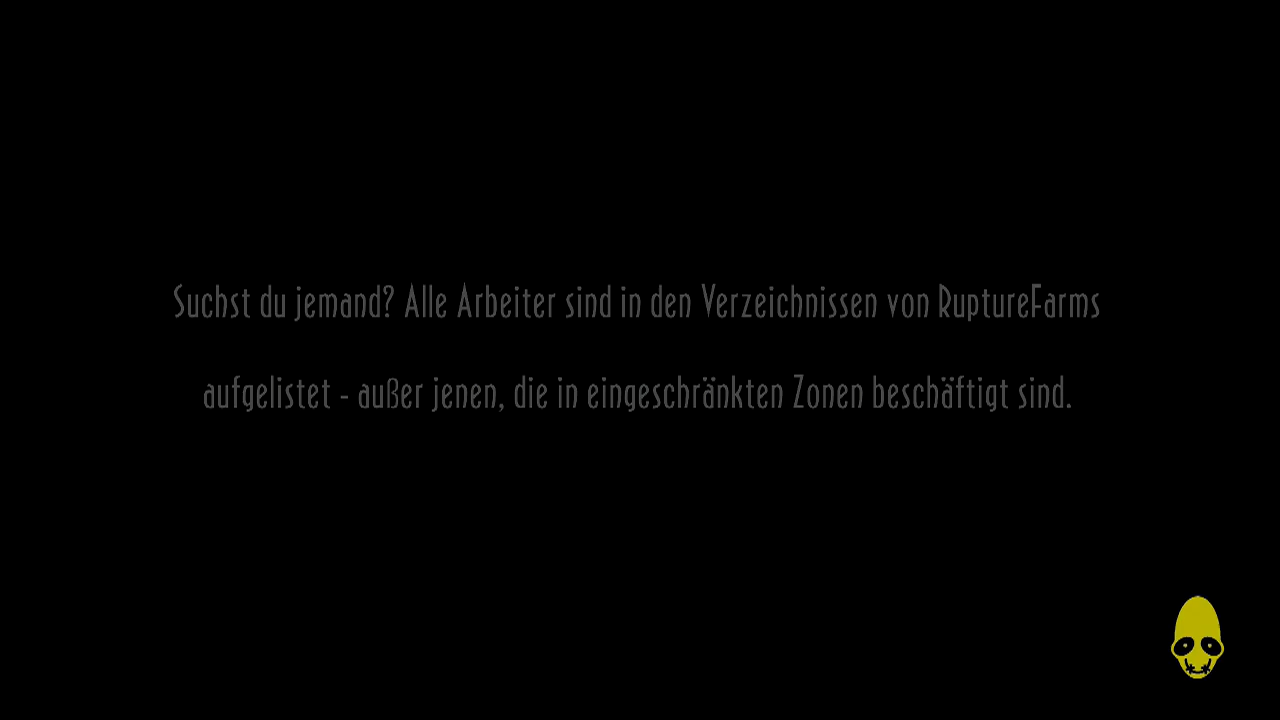 Suchst du jemand? Alle Arbeiter sind in den Verzeichnissen von RuptureFarms
aufgelistet - außer jenen, die in eingeschränkten Zonen beschäftigt sind.